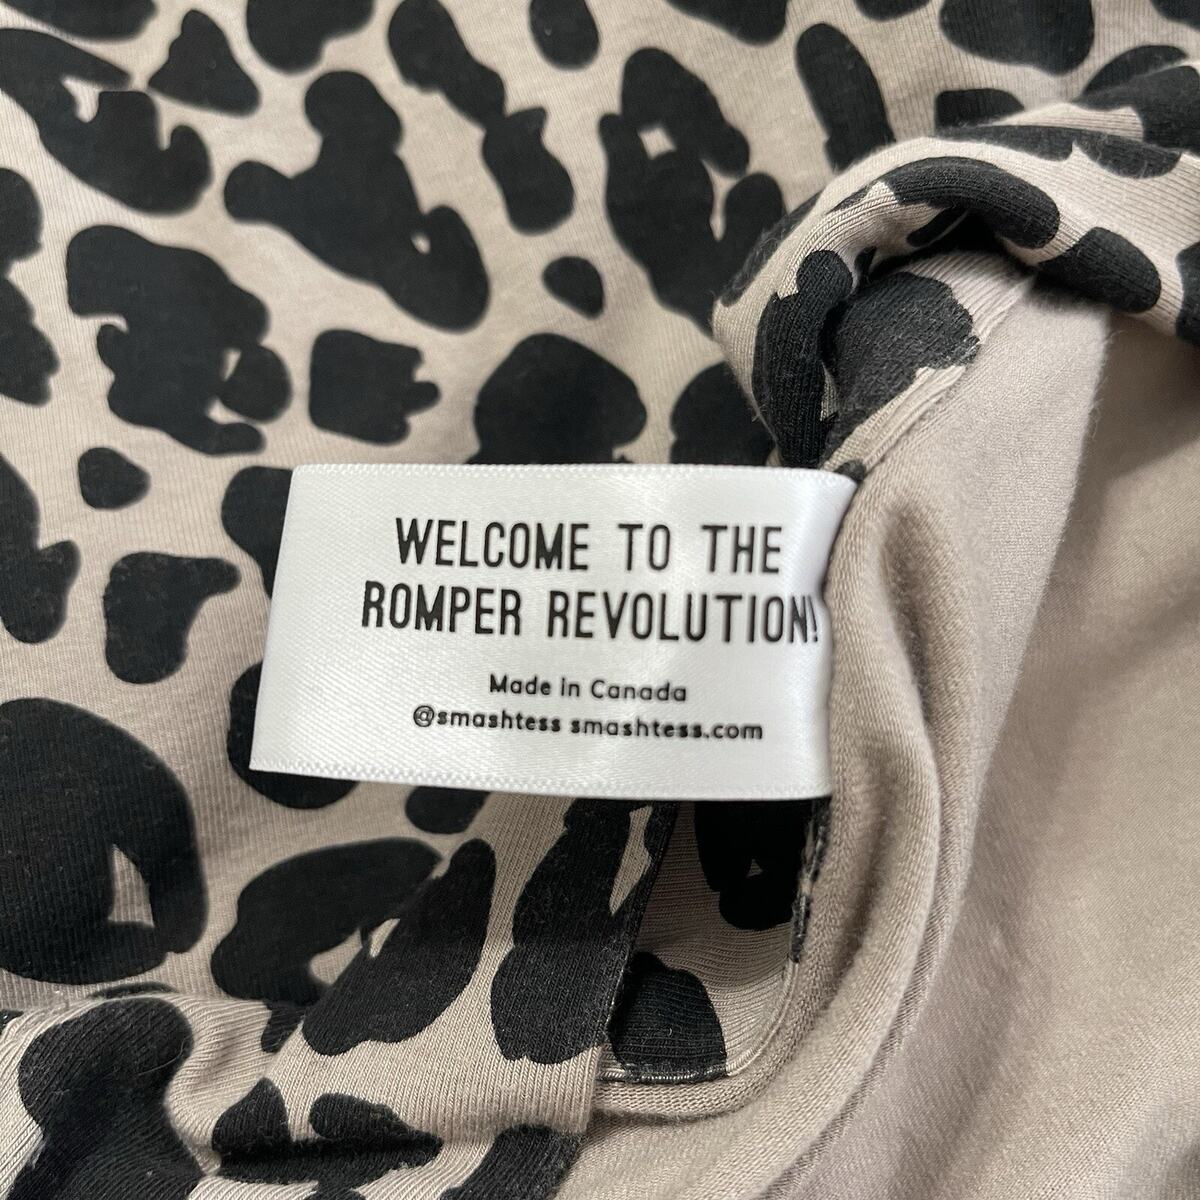 WELCOME TO THE
ROMPER REVOLUTION!
Made in Canada
@smashtess smashtess.com